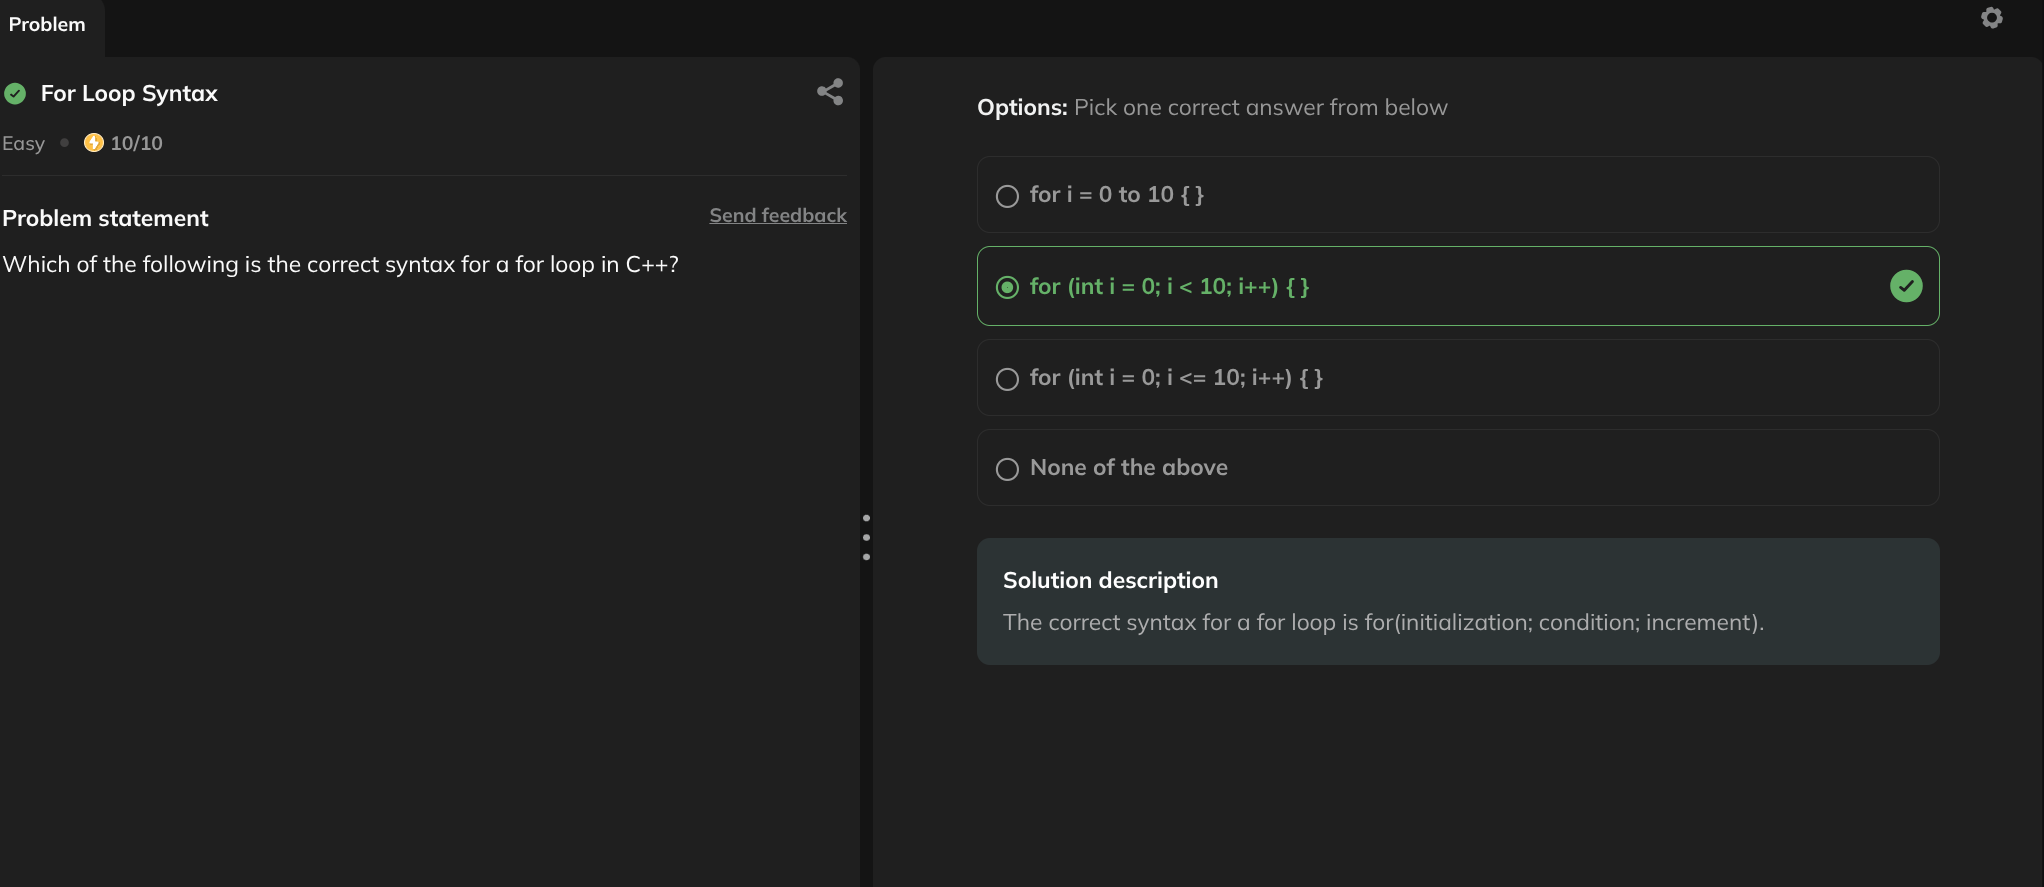 Problem
For Loop Syntax
Easy • 10/10
Problem statement
Send feedback
Which of the following is the correct syntax for a for loop in C++?
Options: Pick one correct answer from below
for i = 0 to 10 { }
for (int i = 0; i < 10; i++) { }
for (int i = 0; i <= 10; i++) { }
None of the above
Solution description
The correct syntax for a for loop is for(initialization; condition; increment).